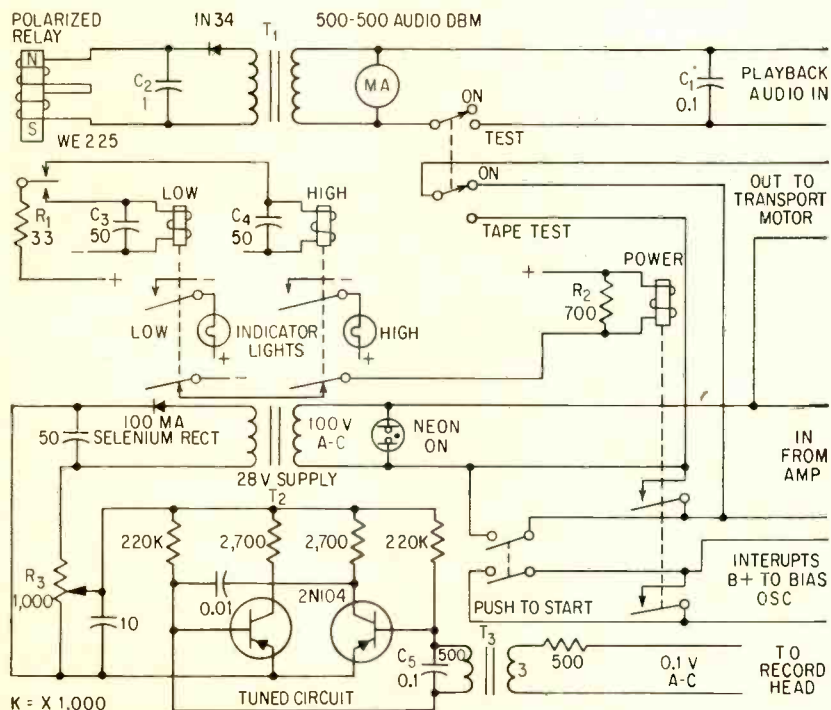 POLARIZED
RELAY
1N34
T1
500-500 AUDIO DBM
N
S
WE 225
C2
1
MA
ON
TEST
C1
0.1
PLAYBACK
AUDIO IN
R1
33
C3
50
LOW
C4
50
HIGH
ON
TAPE TEST
OUT TO
TRANSPORT
MOTOR
POWER
R2
700
LOW
INDICATOR
LIGHTS
HIGH
100 MA
SELENIUM RECT
50
28 V SUPPLY
T2
100 V
A-C
NEON
ON
IN
FROM
AMP
R3
1,000
10
220K
2,700
2,700
220K
0.01
2N104
PUSH TO START
INTERUPTS
B+ TO BIAS
OSC
C5
0.1
500
T3
3
500
0.1 V
A-C
TO
RECORD
HEAD
TUNED CIRCUIT
K = X 1,000